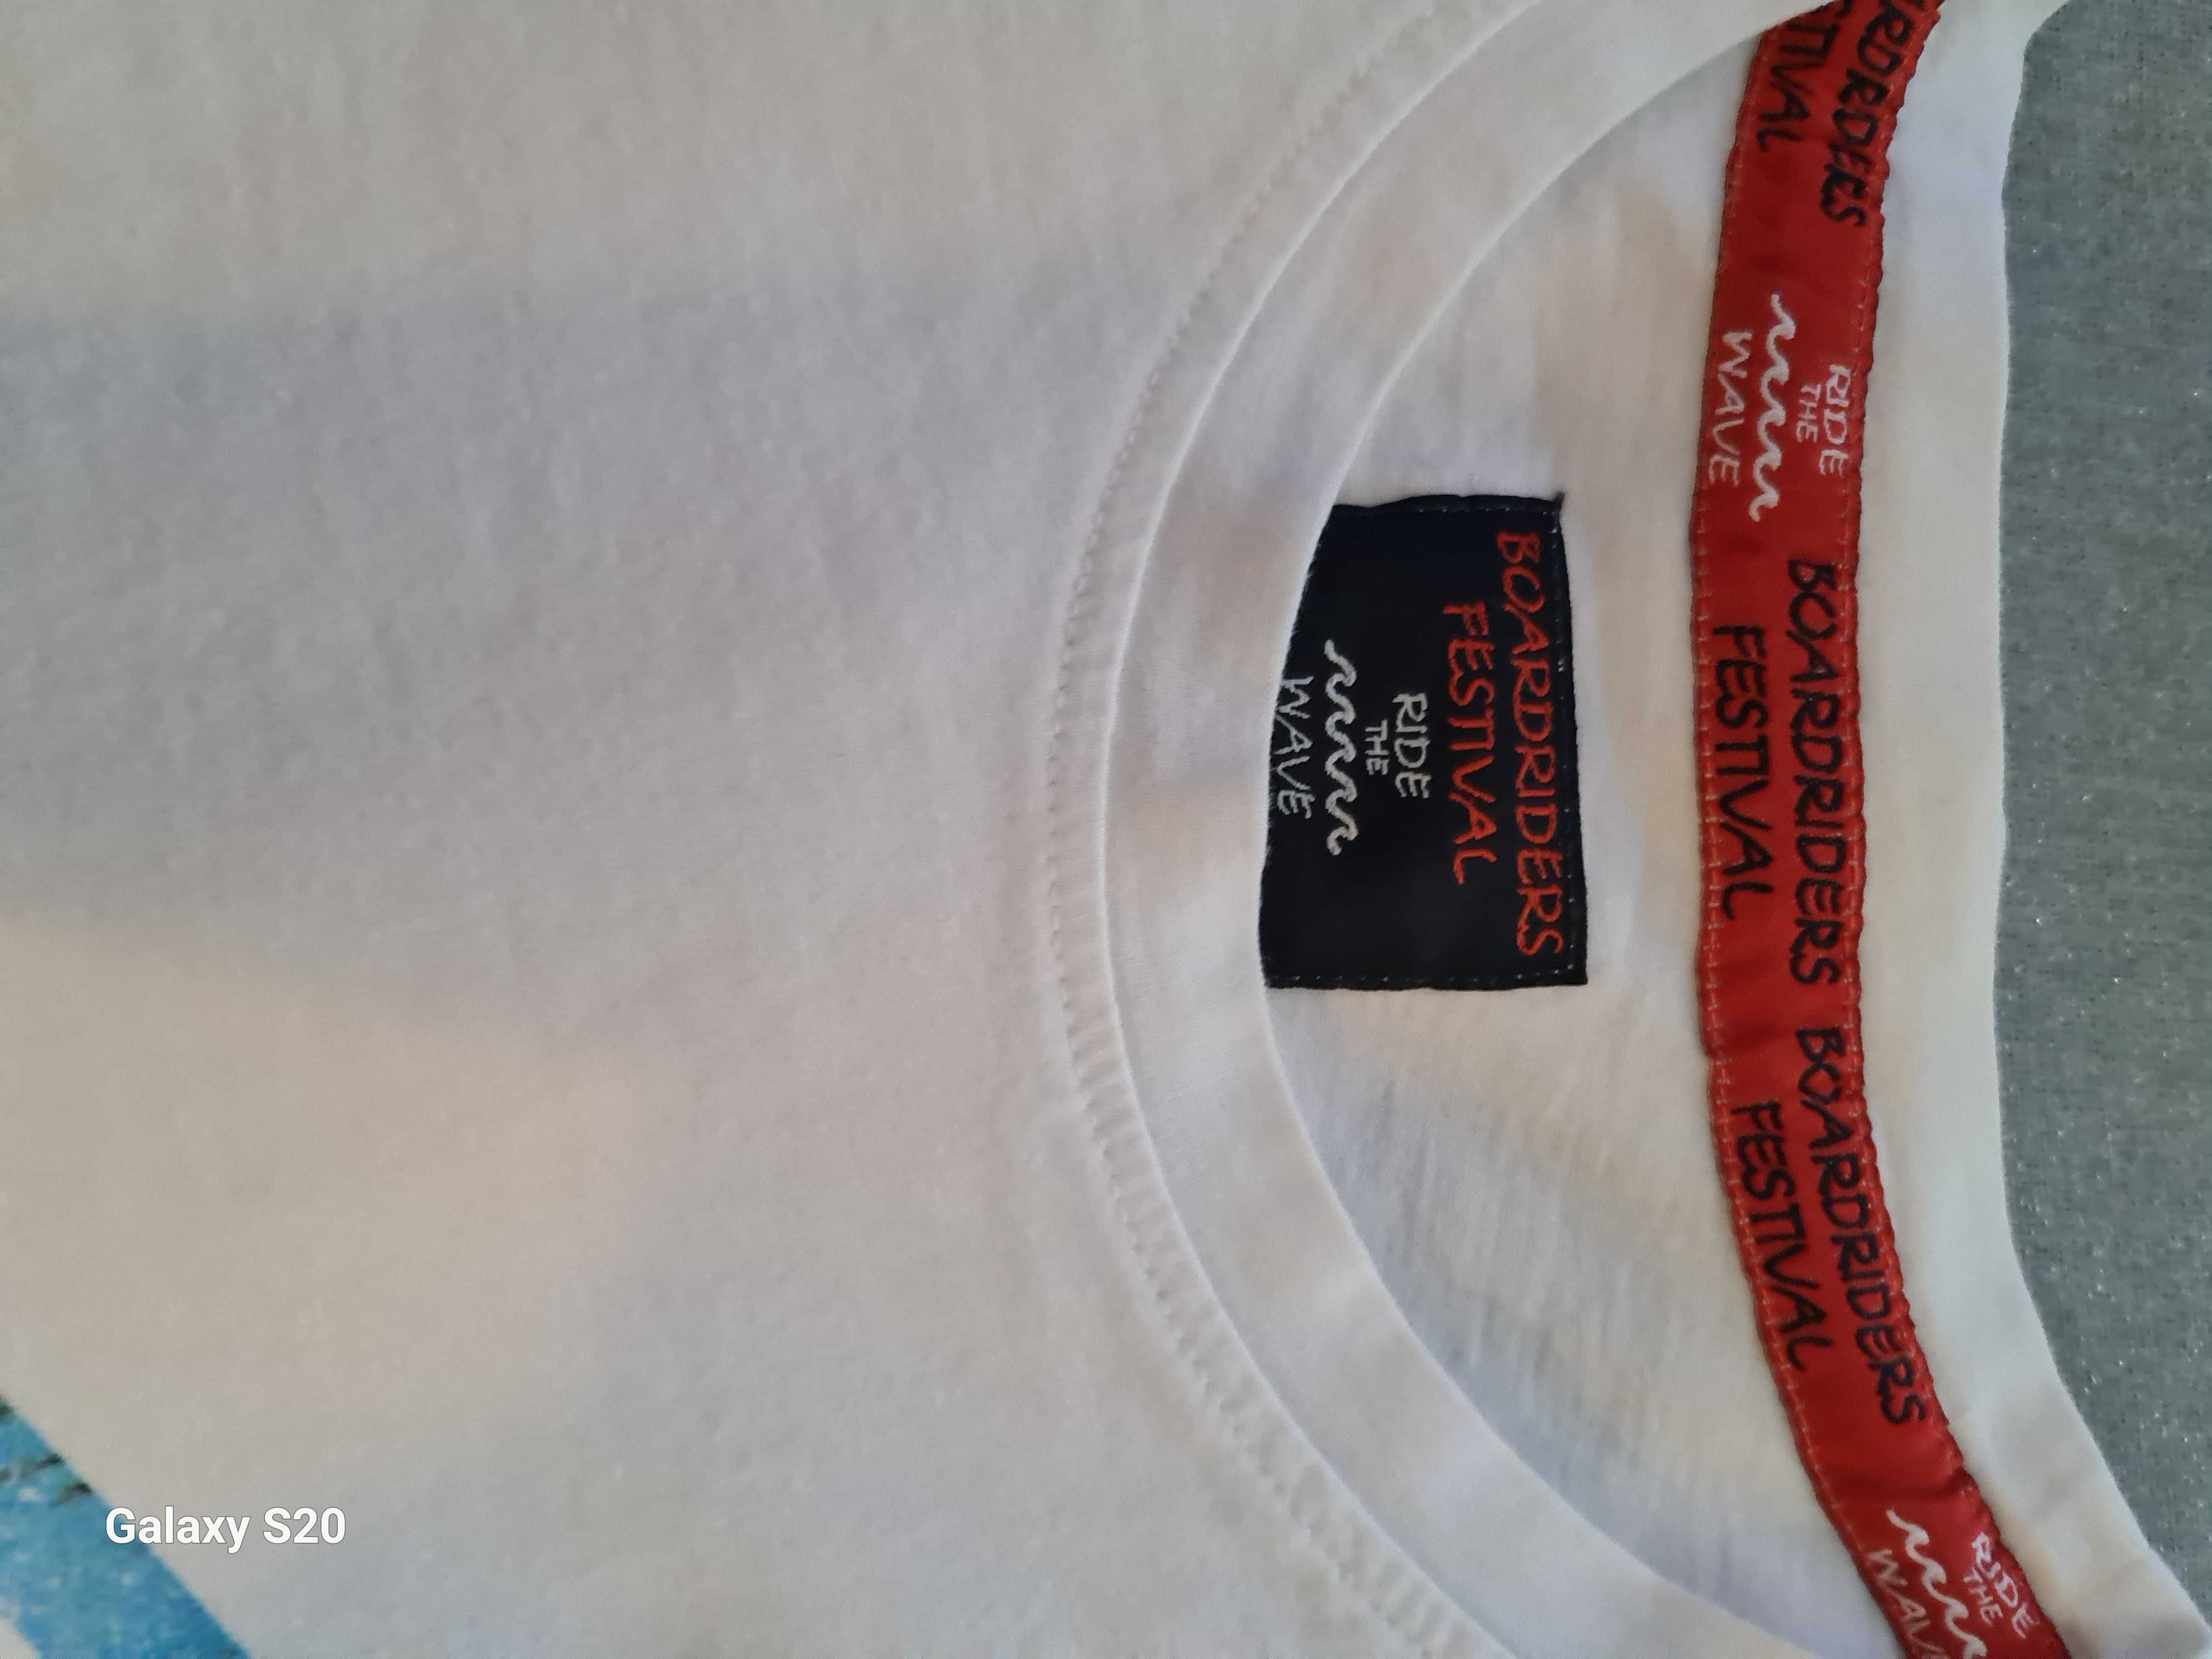 BOARDRIDERS
FESTIVAL
RIDE
THE
WAVE
BOARDRIDERS
FESTIVAL
BOARDRIDERS
FESTIVAL
RIDE
THE
BOARDRIDERS
FESTIVAL
RIDE
THE
WAVE
Galaxy S20